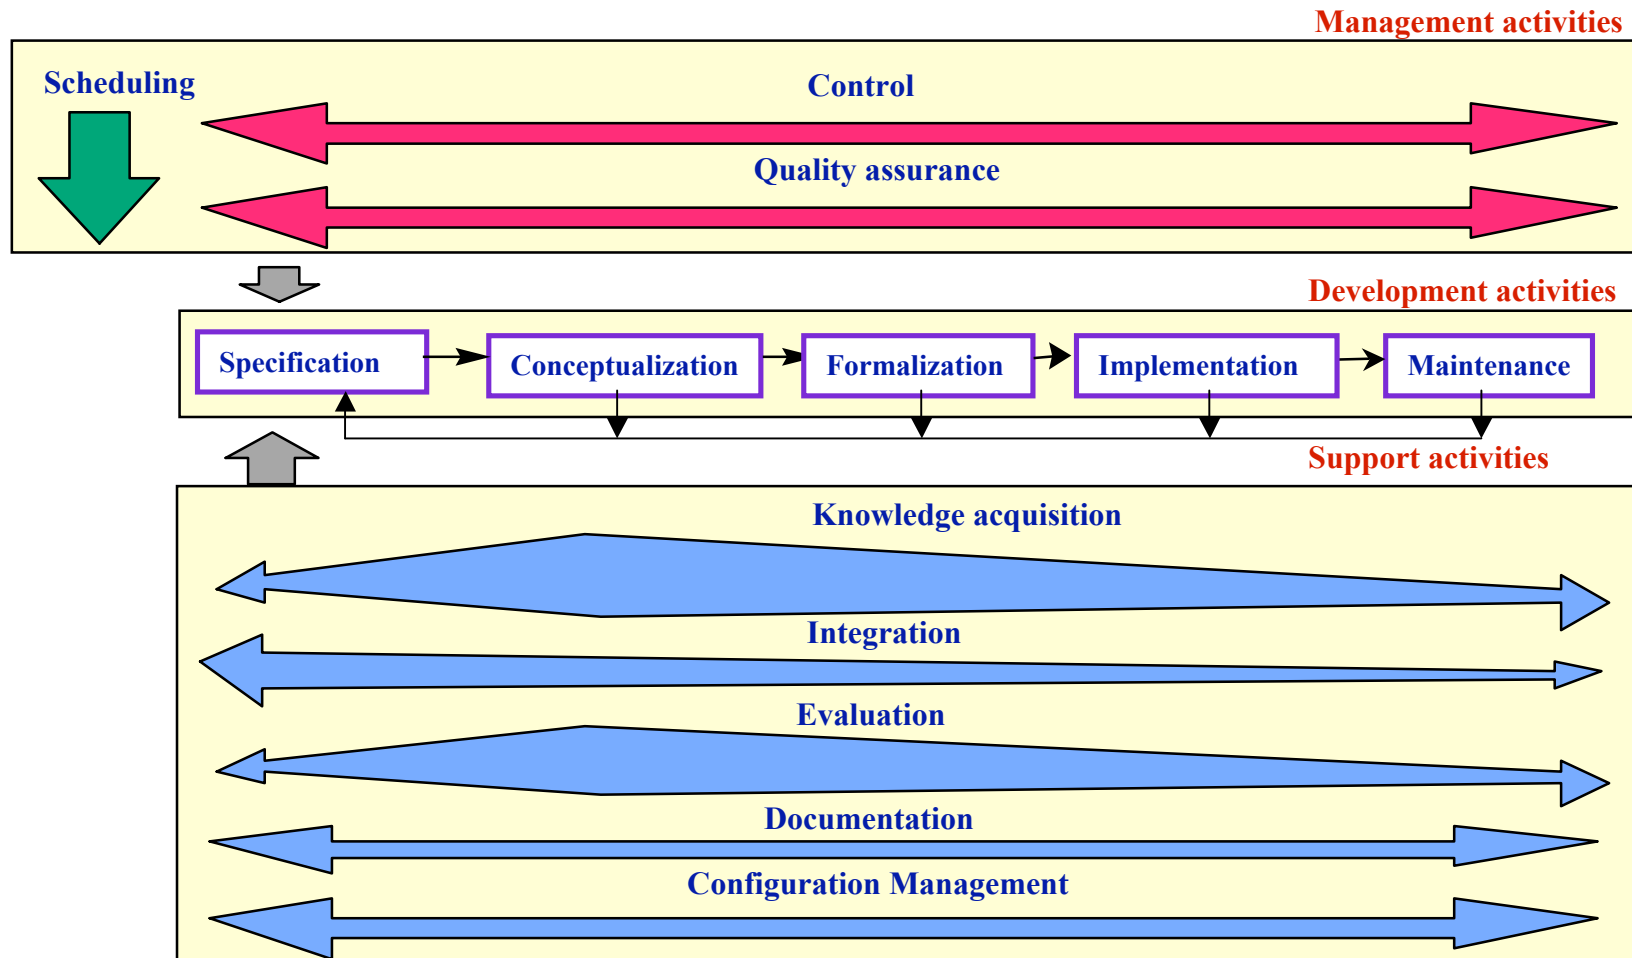 Management activities
Scheduling
Control
Quality assurance
Development activities
Specification
Conceptualization
Formalization
Implementation
Maintenance
Support activities
Knowledge acquisition
Integration
Evaluation
Documentation
Configuration Management